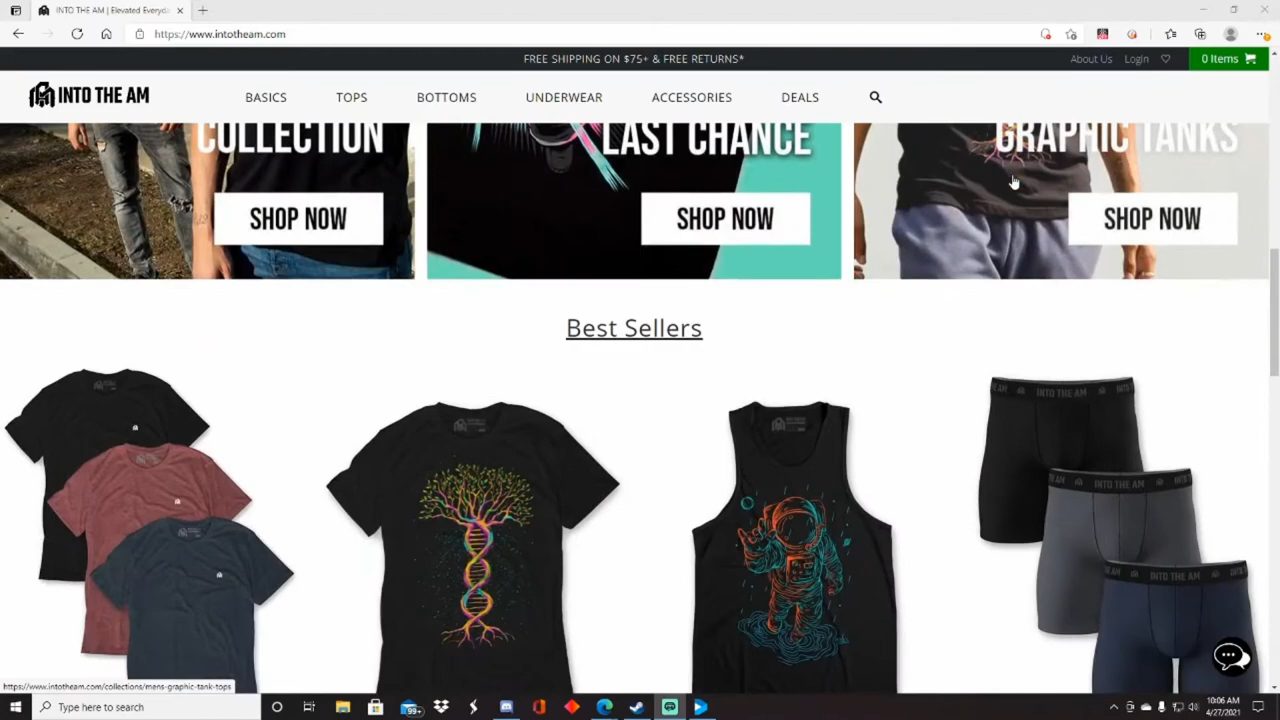 INTO THE AM | Elevated Everyd
https://www.intotheam.com
FREE SHIPPING ON $75+ & FREE RETURNS*
About Us
Login
0 Items
INTO THE AM
BASICS
TOPS
BOTTOMS
UNDERWEAR
ACCESSORIES
DEALS
COLLECTION
LAST CHANCE
GRAPHIC TANKS
SHOP NOW
SHOP NOW
SHOP NOW
Best Sellers
INTO THE AM
INTO THE AM
INTO THE AM
https://www.intotheam.com/collections/mens-graphic-tank-tops
Type here to search
99+
10:06 AM
4/27/2021